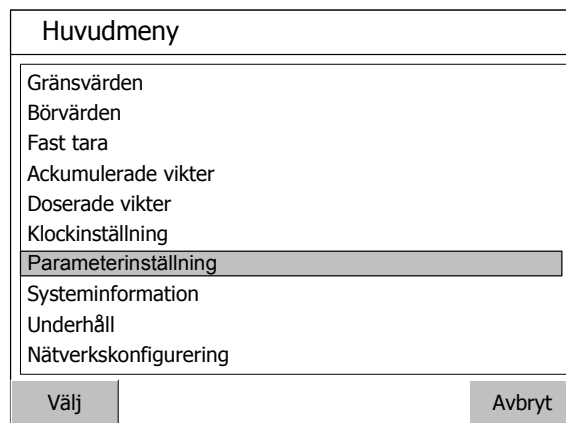 Huvudmeny
Gränsvärden
Börvärden
Fast tara
Ackumulerade vikter
Doserade vikter
Klockinställning
Parameterinställning
Systeminformation
Underhåll
Nätverkskonfigurering
Välj
Avbryt